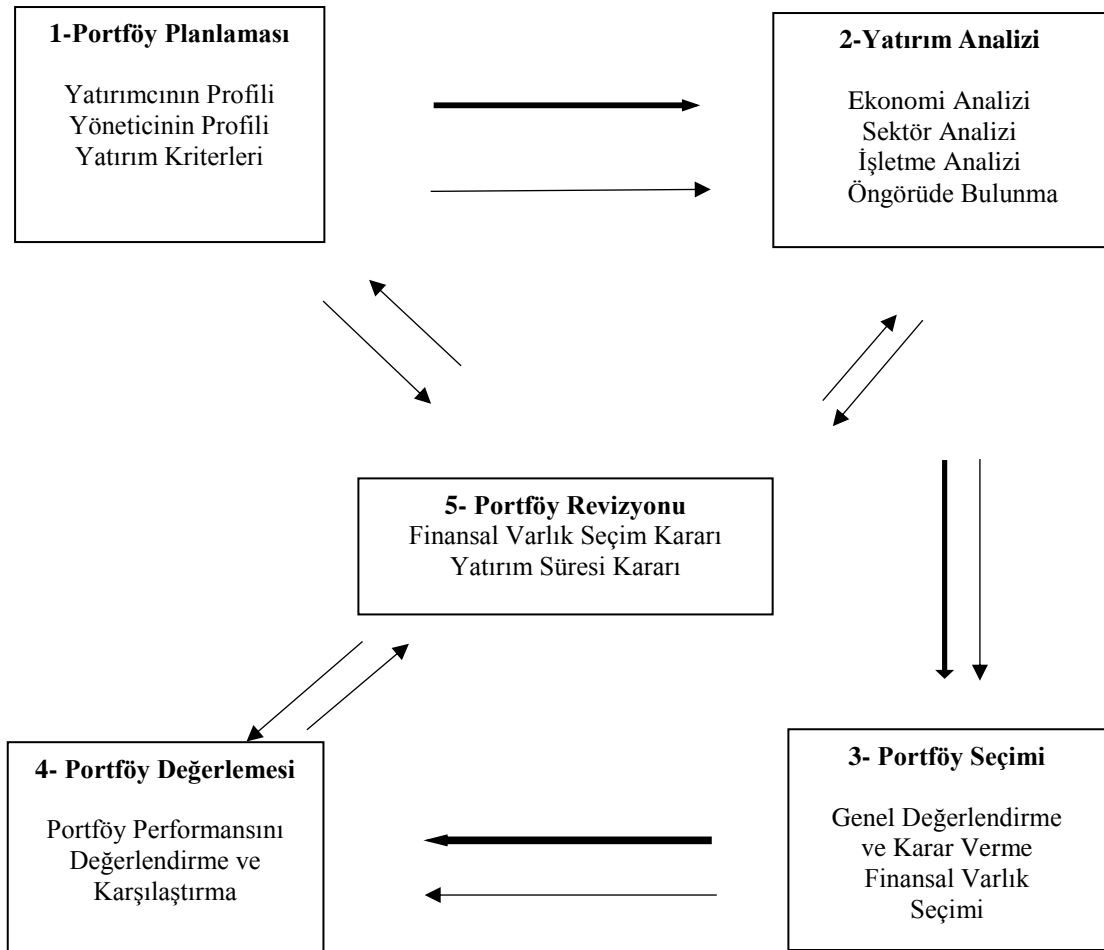 1-Portföy Planlaması
Yatırımcının Profili
Yöneticinin Profili
Yatırım Kriterleri
2-Yatırım Analizi
Ekonomi Analizi
Sektör Analizi
İşletme Analizi
Öngörüde Bulunma
5- Portföy Revizyonu
Finansal Varlık Seçim Kararı
Yatırım Süresi Kararı
4- Portföy Değerlemesi
Portföy Performansını
Değerlendirme ve
Karşılaştırma
3- Portföy Seçimi
Genel Değerlendirme
ve Karar Verme
Finansal Varlık
Seçimi